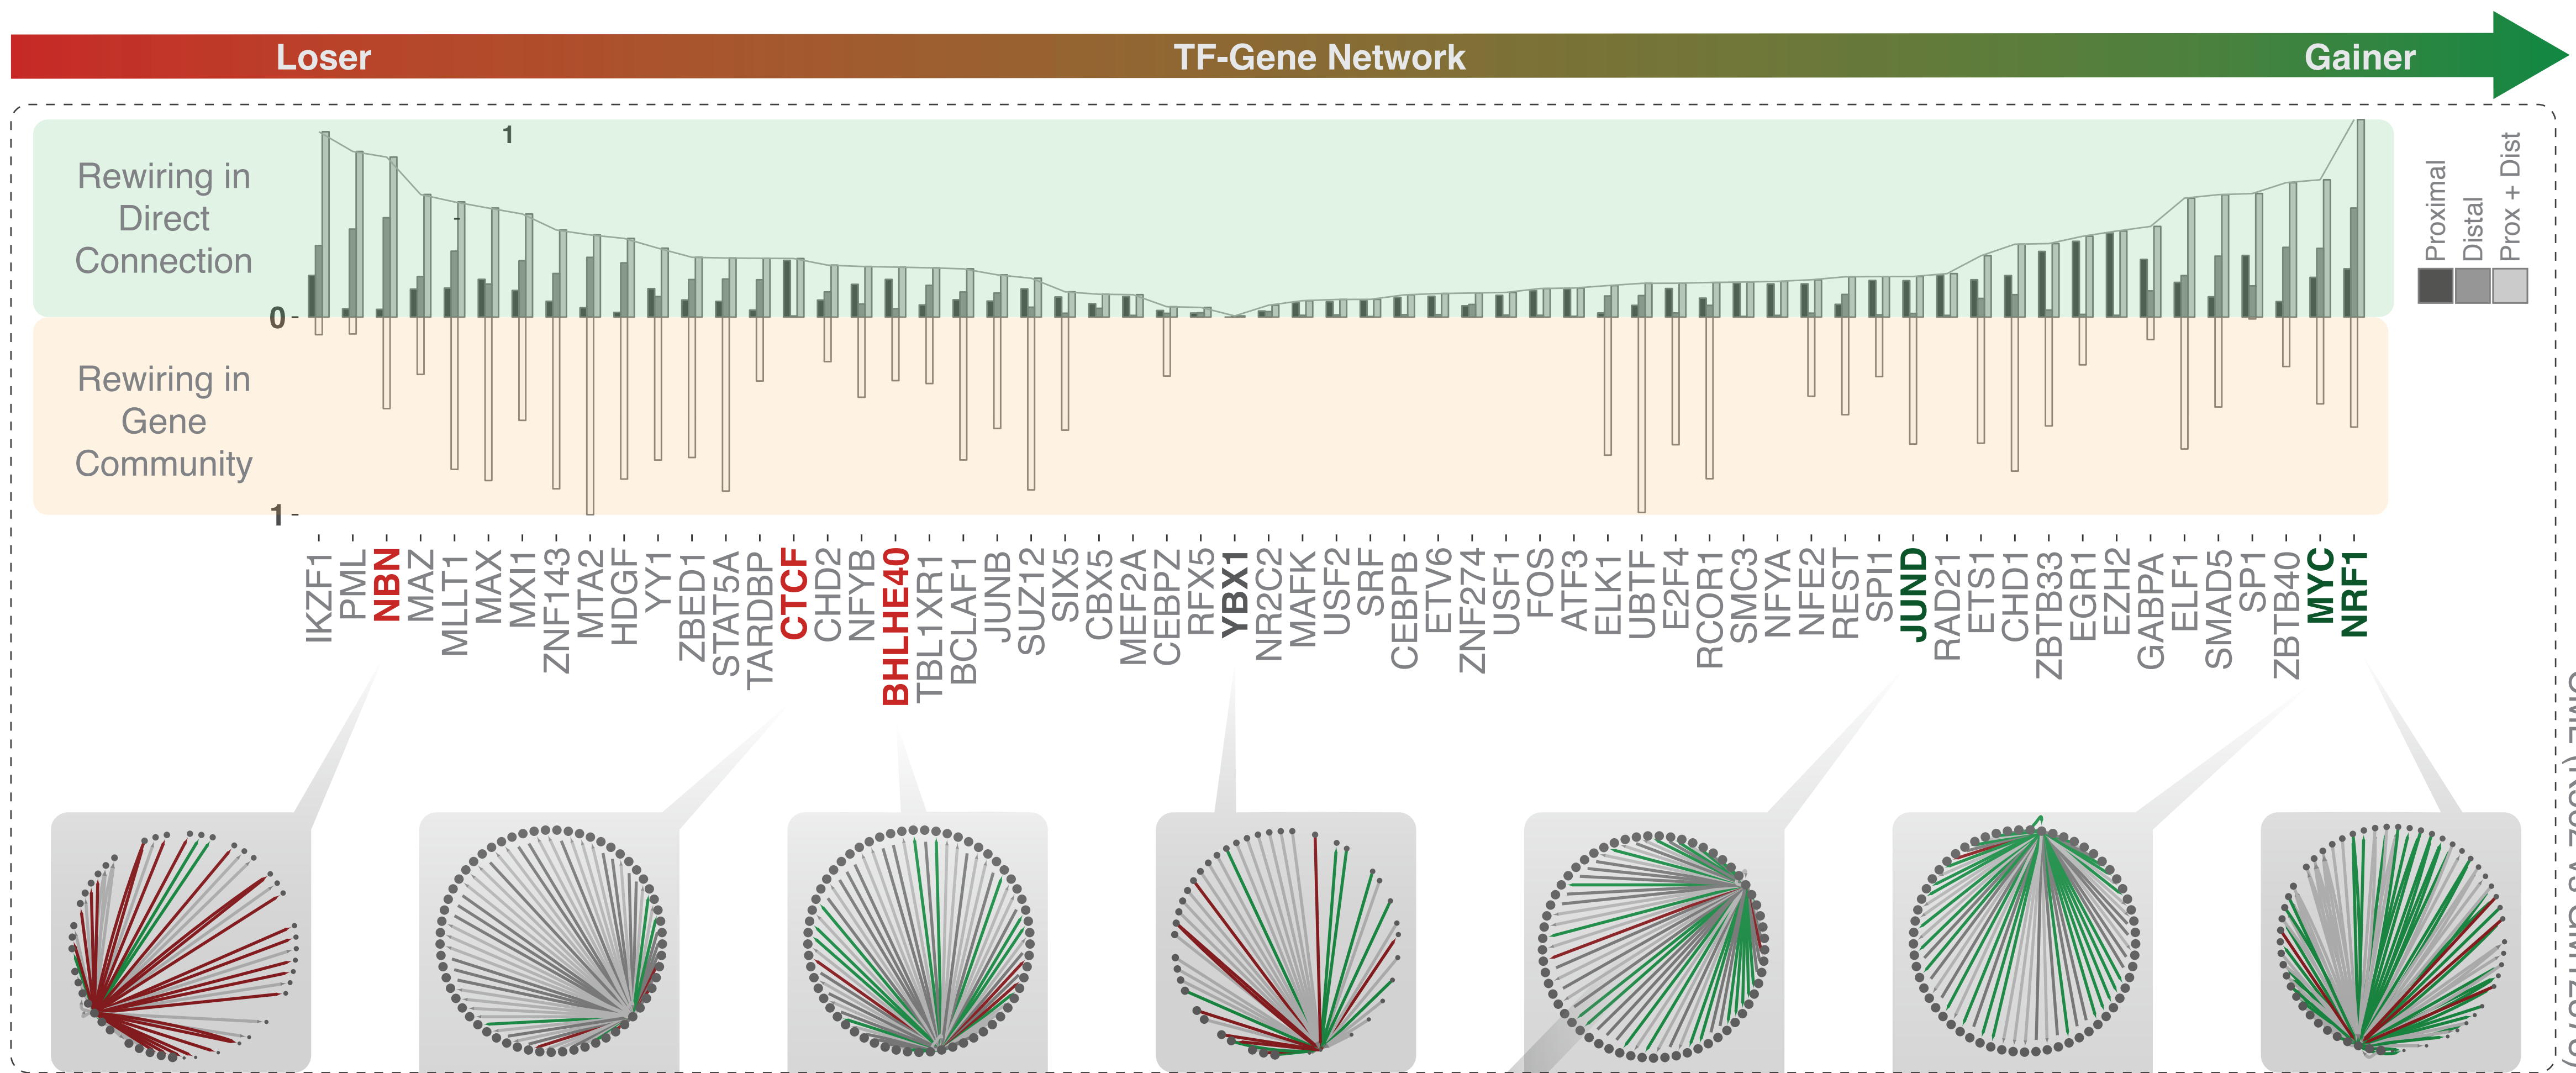 Loser
TF-Gene Network
Gainer
Rewiring in
Direct
Connection
1
0
Rewiring in
Gene
Community
1
Proximal
Distal
Prox + Dist
IKZF1
PML
NBN
MAZ
MLLT1
MAX
MXI1
ZNF143
MTA2
HDGF
YY1
ZBED1
STAT5A
TARDBP
CTCF
CHD2
NFYB
BHLHE40
TBL1XR1
BCLAF1
JUNB
SUZ12
SIX5
CBX5
MEF2A
CEBPZ
RFX5
YBX1
NR2C2
MAFK
USF2
SRF
CEBPB
ETV6
ZNF274
USF1
FOS
ATF3
ELK1
UBTF
E2F4
RCOR1
SMC3
NFYA
NFE2
REST
SPI1
JUND
RAD21
ETS1
CHD1
ZBTB33
EGR1
EZH2
GABPA
ELF1
SMAD5
SP1
ZBTB40
MYC
NRF1